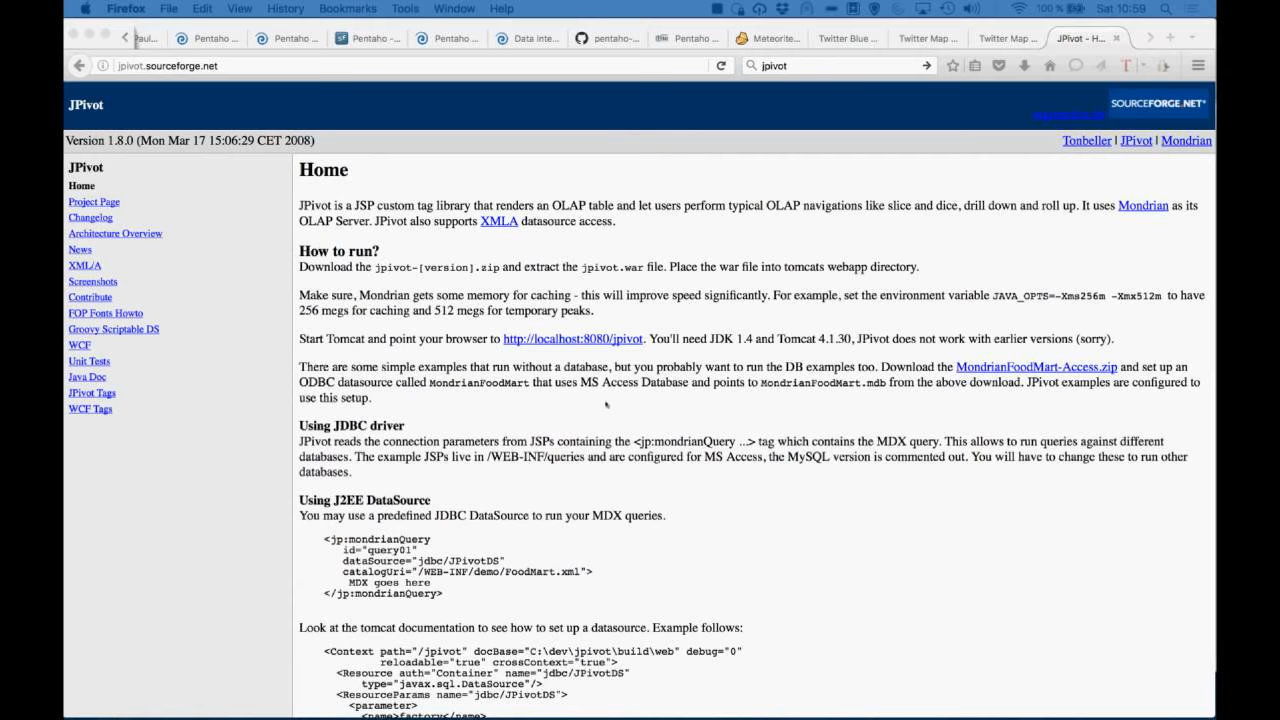 Firefox File Edit View History Bookmarks Tools Window Help 100 % Sat 10:59
aul... Pentaho ... Pentaho ... Pentaho -... Pentaho ... Data inte... pentaho-... Pentaho ... Meteorite... Twitter Blue ... Twitter Map ... Twitter Map ... JPivot - H...
jpivot.sourceforge.net jpivot
JPivot SOURCEFORGE.NET®
Version 1.8.0 (Mon Mar 17 15:06:29 CET 2008) Tonbeller | JPivot | Mondrian
JPivot
Home
Project Page
Changelog
Architecture Overview
News
XML/A
Screenshots
Contribute
FOP Fonts Howto
Groovy Scriptable DS
WCF
Unit Tests
Java Doc
JPivot Tags
WCF Tags
Home
JPivot is a JSP custom tag library that renders an OLAP table and let users perform typical OLAP navigations like slice and dice, drill down and roll up. It uses Mondrian as its
OLAP Server. JPivot also supports XMLA datasource access.
How to run?
Download the jpivot-[version].zip and extract the jpivot.war file. Place the war file into tomcats webapp directory.
Make sure, Mondrian gets some memory for caching - this will improve speed significantly. For example, set the environment variable JAVA_OPTS=-Xms256m -Xmx512m to have
256 megs for caching and 512 megs for temporary peaks.
Start Tomcat and point your browser to http://localhost:8080/jpivot. You'll need JDK 1.4 and Tomcat 4.1.30, JPivot does not work with earlier versions (sorry).
There are some simple examples that run without a database, but you probably want to run the DB examples too. Download the MondrianFoodMart-Access.zip and set up an
ODBC datasource called MondrianFoodMart that uses MS Access Database and points to MondrianFoodMart.mdb from the above download. JPivot examples are configured to
use this setup.
Using JDBC driver
JPivot reads the connection parameters from JSPs containing the <jp:mondrianQuery ...> tag which contains the MDX query. This allows to run queries against different
databases. The example JSPs live in /WEB-INF/queries and are configured for MS Access, the MySQL version is commented out. You will have to change these to run other
databases.
Using J2EE DataSource
You may use a predefined JDBC DataSource to run your MDX queries.
<jp:mondrianQuery
id="query01"
dataSource="jdbc/JPivotDS"
catalogUri="/WEB-INF/demo/FoodMart.xml">
MDX goes here
</jp:mondrianQuery>
Look at the tomcat documentation to see how to set up a datasource. Example follows:
<Context path="/jpivot" docBase="C:\dev\jpivot\build\web" debug="0"
reloadable="true" crossContext="true">
<Resource auth="Container" name="jdbc/JPivotDS"
type="javax.sql.DataSource"/>
<ResourceParams name="jdbc/JPivotDS">
<parameter>
<name>factory</name>